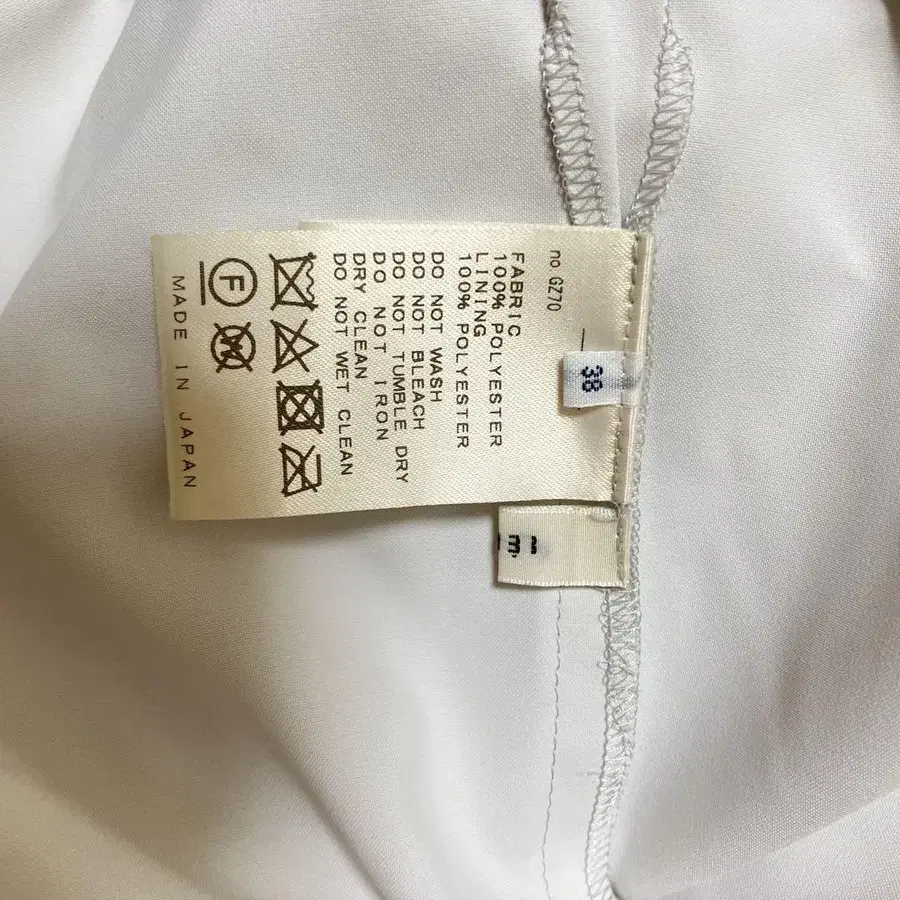 no GZ70
38
FABRIC
100% POLYESTER
LINING
100% POLYESTER
DO NOT WASH
DO NOT BLEACH
DO NOT TUMBLE DRY
DO NOT IRON
DRY CLEAN
DO NOT WET CLEAN
F
W
MADE IN JAPAN